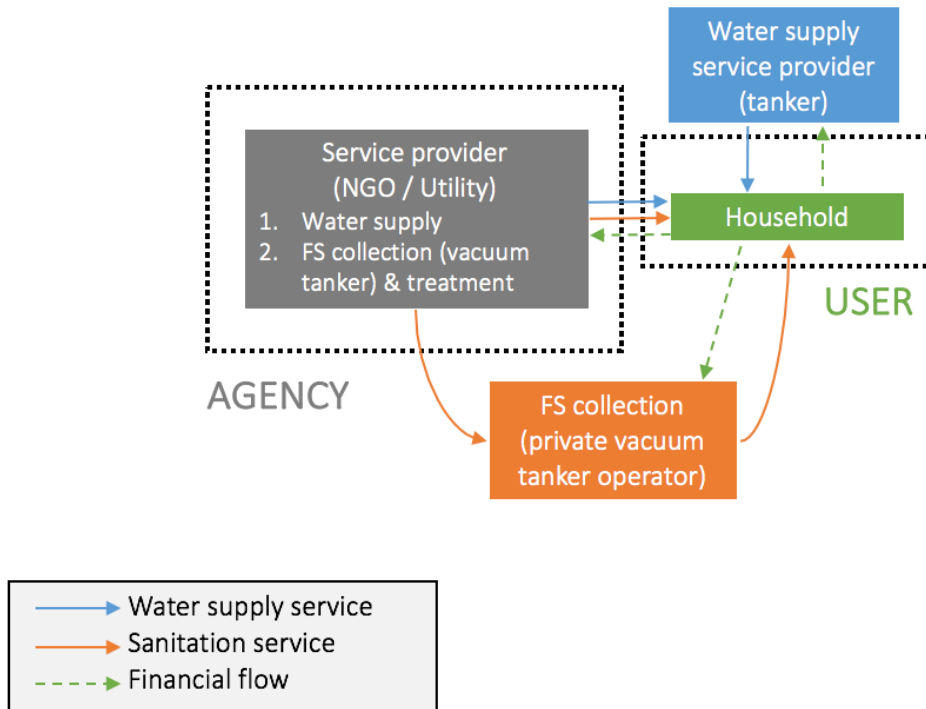 Water supply
service provider
(tanker)
Service provider
(NGO / Utility)
1. Water supply
2. FS collection (vacuum
tanker) & treatment
Household
USER
AGENCY
FS collection
(private vacuum
tanker operator)
Water supply service
Sanitation service
Financial flow